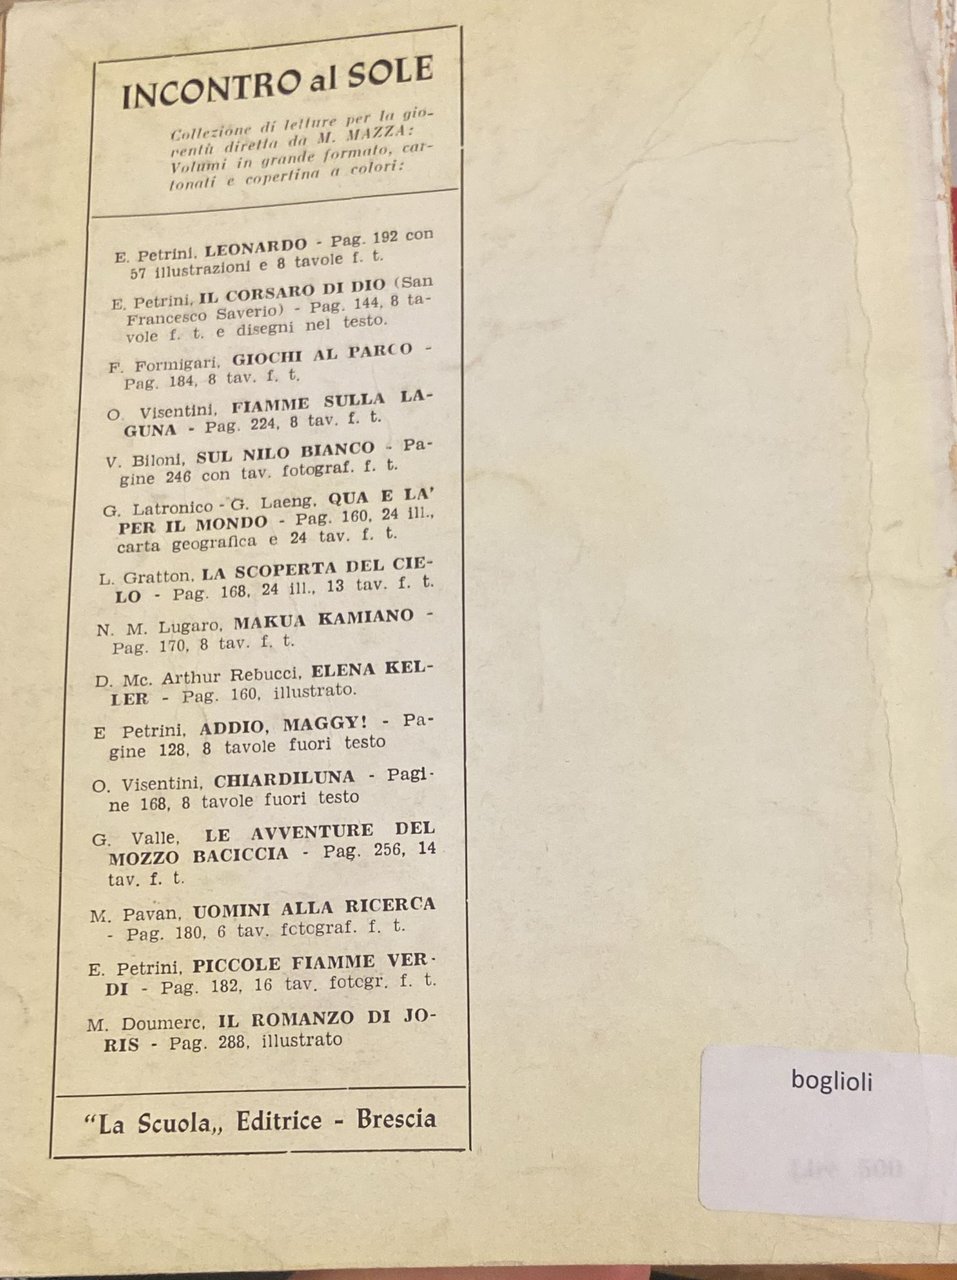 INCONTRO al SOLE
Collezione di letture per la gio-
ventù diretta da M. MAZZA:
Volumi in grande formato, car-
tonati e copertina a colori:
E. Petrini, LEONARDO - Pag. 192 con
57 illustrazioni e 8 tavole f. t.
E. Petrini, IL CORSARO DI DIO (San
Francesco Saverio) - Pag. 144, 8 ta-
vole f. t. e disegni nel testo.
F. Formigari, GIOCHI AL PARCO -
Pag. 184, 8 tav. f. t.
O. Visentini, FIAMME SULLA LA-
GUNA - Pag. 224, 8 tav. f. t.
V. Biloni, SUL NILO BIANCO - Pa-
gine 246 con tav. fotograf. f. t.
G. Latronico - G. Laeng, QUA E LA'
PER IL MONDO - Pag. 160, 24 ill.,
carta geografica e 24 tav. f. t.
L. Gratton, LA SCOPERTA DEL CIE-
LO - Pag. 168, 24 ill., 13 tav. f. t.
N. M. Lugaro, MAKUA KAMIANO -
Pag. 170, 8 tav. f. t.
D. Mc. Arthur Rebucci, ELENA KEL-
LER - Pag. 160, illustrato.
E Petrini, ADDIO, MAGGY! - Pa-
gine 128, 8 tavole fuori testo
O. Visentini, CHIARDILUNA - Pagi-
ne 168, 8 tavole fuori testo
G. Valle, LE AVVENTURE DEL
MOZZO BACICCIA - Pag. 256, 14
tav. f. t.
M. Pavan, UOMINI ALLA RICERCA
- Pag. 180, 6 tav. fotograf. f. t.
E. Petrini, PICCOLE FIAMME VER-
DI - Pag. 182, 16 tav. fotogr. f. t.
M. Doumerc, IL ROMANZO DI JO-
RIS - Pag. 288, illustrato
"La Scuola„ Editrice - Brescia
boglioli
Lire 500